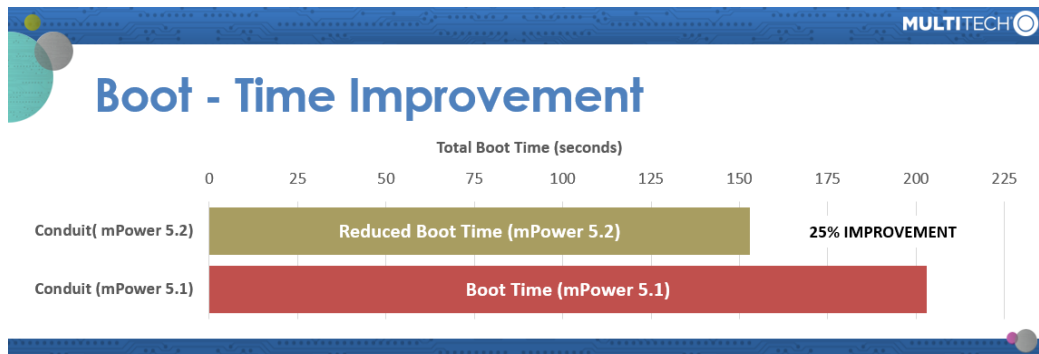 MULTITECH
Boot - Time Improvement
Total Boot Time (seconds)
0 25 50 75 100 125 150 175 200 225
Conduit( mPower 5.2) Reduced Boot Time (mPower 5.2) 25% IMPROVEMENT
Conduit (mPower 5.1) Boot Time (mPower 5.1)